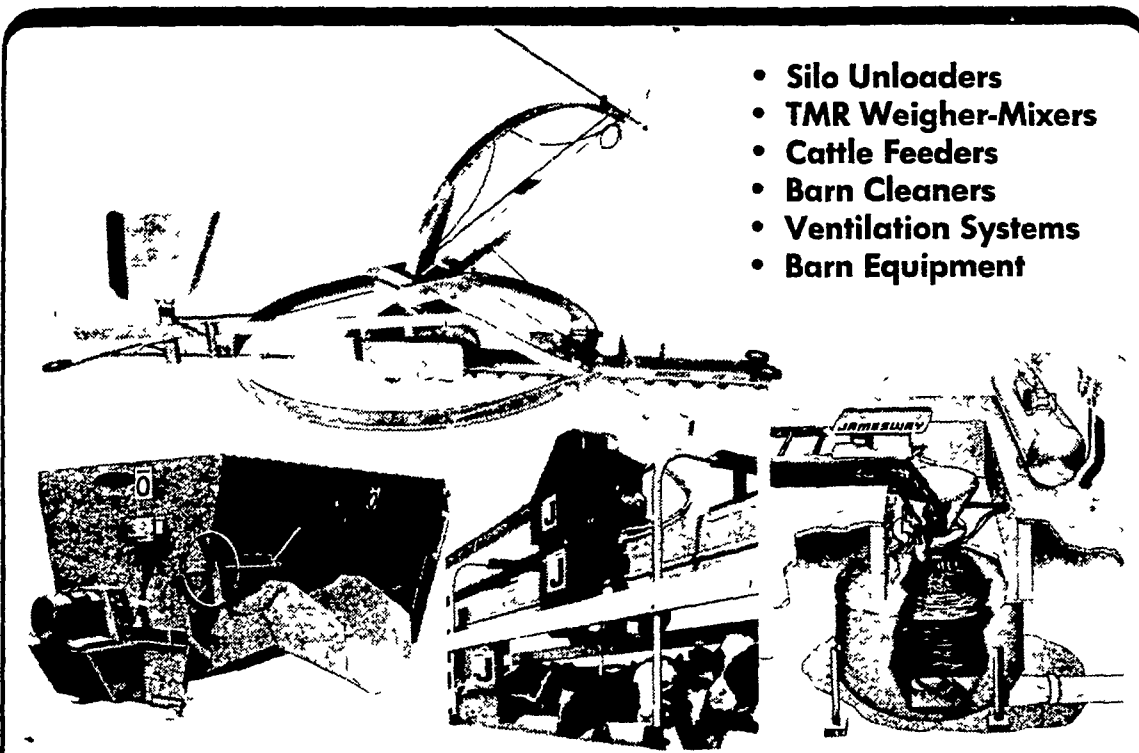 • Silo Unloaders
• TMR Weigher-Mixers
• Cattle Feeders
• Barn Cleaners
• Ventilation Systems
• Barn Equipment
JAMESWAY
J
J
J